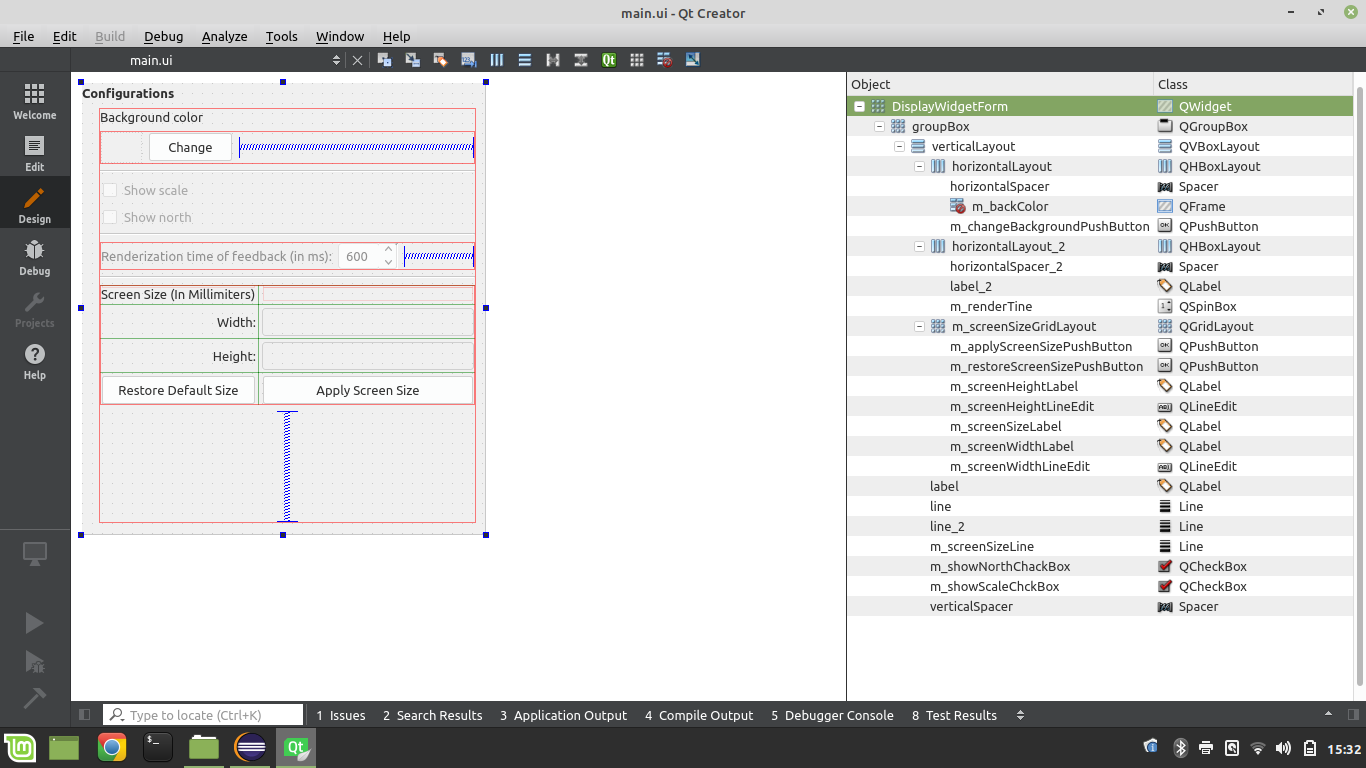 main.ui - Qt Creator
File Edit Build Debug Analyze Tools Window Help
main.ui
Welcome
Edit
Design
Debug
Projects
Help
Configurations
Background color
Change
Show scale
Show north
Renderization time of feedback (in ms): 600
Screen Size (In Millimiters)
Width:
Height:
Restore Default Size Apply Screen Size
Object Class
DisplayWidgetForm QWidget
groupBox QGroupBox
verticalLayout QVBoxLayout
horizontalLayout QHBoxLayout
horizontalSpacer Spacer
m_backColor QFrame
m_changeBackgroundPushButton QPushButton
horizontalLayout_2 QHBoxLayout
horizontalSpacer_2 Spacer
label_2 QLabel
m_renderTine QSpinBox
m_screenSizeGridLayout QGridLayout
m_applyScreenSizePushButton QPushButton
m_restoreScreenSizePushButton QPushButton
m_screenHeightLabel QLabel
m_screenHeightLineEdit QLineEdit
m_screenSizeLabel QLabel
m_screenWidthLabel QLabel
m_screenWidthLineEdit QLineEdit
label QLabel
line Line
line_2 Line
m_screenSizeLine Line
m_showNorthChackBox QCheckBox
m_showScaleChckBox QCheckBox
verticalSpacer Spacer
Type to locate (Ctrl+K) 1 Issues 2 Search Results 3 Application Output 4 Compile Output 5 Debugger Console 8 Test Results
15:32